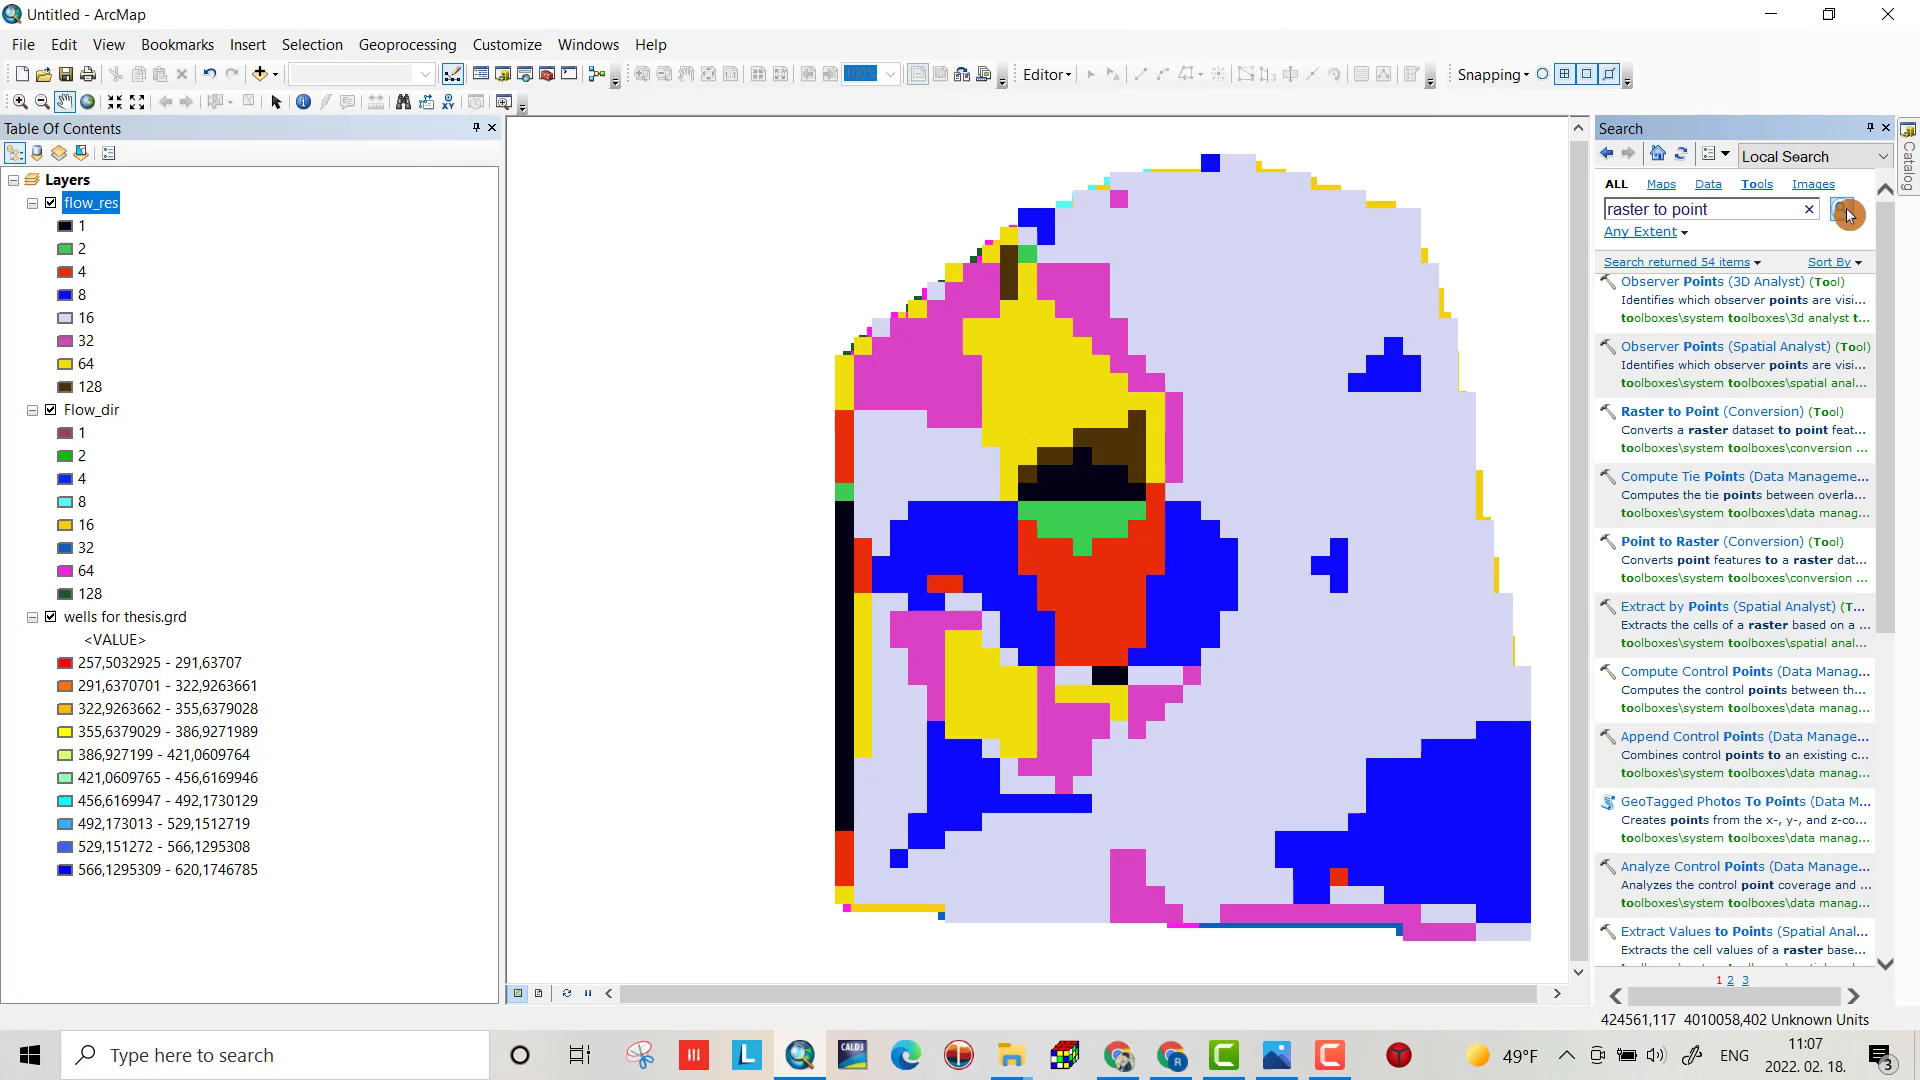 Untitled - ArcMap
File Edit View Bookmarks Insert Selection Geoprocessing Customize Windows Help
100%
Editor
Snapping
Table Of Contents
Layers
flow_res
1
2
4
8
16
32
64
128
Flow_dir
1
2
4
8
16
32
64
128
wells for thesis.grd
<VALUE>
257,5032925 - 291,63707
291,6370701 - 322,9263661
322,9263662 - 355,6379028
355,6379029 - 386,9271989
386,927199 - 421,0609764
421,0609765 - 456,6169946
456,6169947 - 492,1730129
492,173013 - 529,1512719
529,151272 - 566,1295308
566,1295309 - 620,1746785
Search
Local Search
ALL Maps Data Tools Images
raster to point
Any Extent
Search returned 54 items Sort By
Observer Points (3D Analyst) (Tool)
Identifies which observer points are visi...
toolboxes\system toolboxes\3d analyst t...
Observer Points (Spatial Analyst) (Tool)
Identifies which observer points are visi...
toolboxes\system toolboxes\spatial anal...
Raster to Point (Conversion) (Tool)
Converts a raster dataset to point feat...
toolboxes\system toolboxes\conversion ...
Compute Tie Points (Data Manageme...
Computes the tie points between overla...
toolboxes\system toolboxes\data manag...
Point to Raster (Conversion) (Tool)
Converts point features to a raster dat...
toolboxes\system toolboxes\conversion ...
Extract by Points (Spatial Analyst) (T...
Extracts the cells of a raster based on a ...
toolboxes\system toolboxes\spatial anal...
Compute Control Points (Data Manag...
Computes the control points between th...
toolboxes\system toolboxes\data manag...
Append Control Points (Data Manage...
Combines control points to an existing c...
toolboxes\system toolboxes\data manag...
GeoTagged Photos To Points (Data M...
Creates points from the x-, y-, and z-co...
toolboxes\system toolboxes\data manag...
Analyze Control Points (Data Manage...
Analyzes the control point coverage and ...
toolboxes\system toolboxes\data manag...
Extract Values to Points (Spatial Anal...
Extracts the cell values of a raster base...
1 2 3
Catalog
424561,117 4010058,402 Unknown Units
Type here to search
L
CALD3
R
C
C
49°F
ENG
11:07
2022. 02. 18.
3